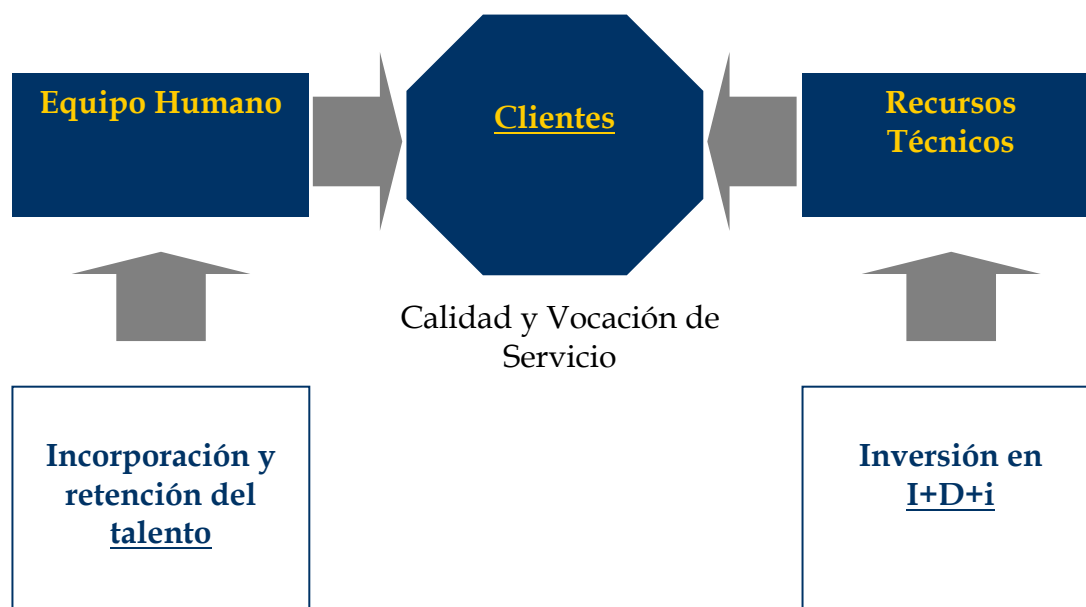 Equipo Humano
Clientes
Recursos
Técnicos
Calidad y Vocación de
Servicio
Incorporación y
retención del
talento
Inversión en
I+D+i